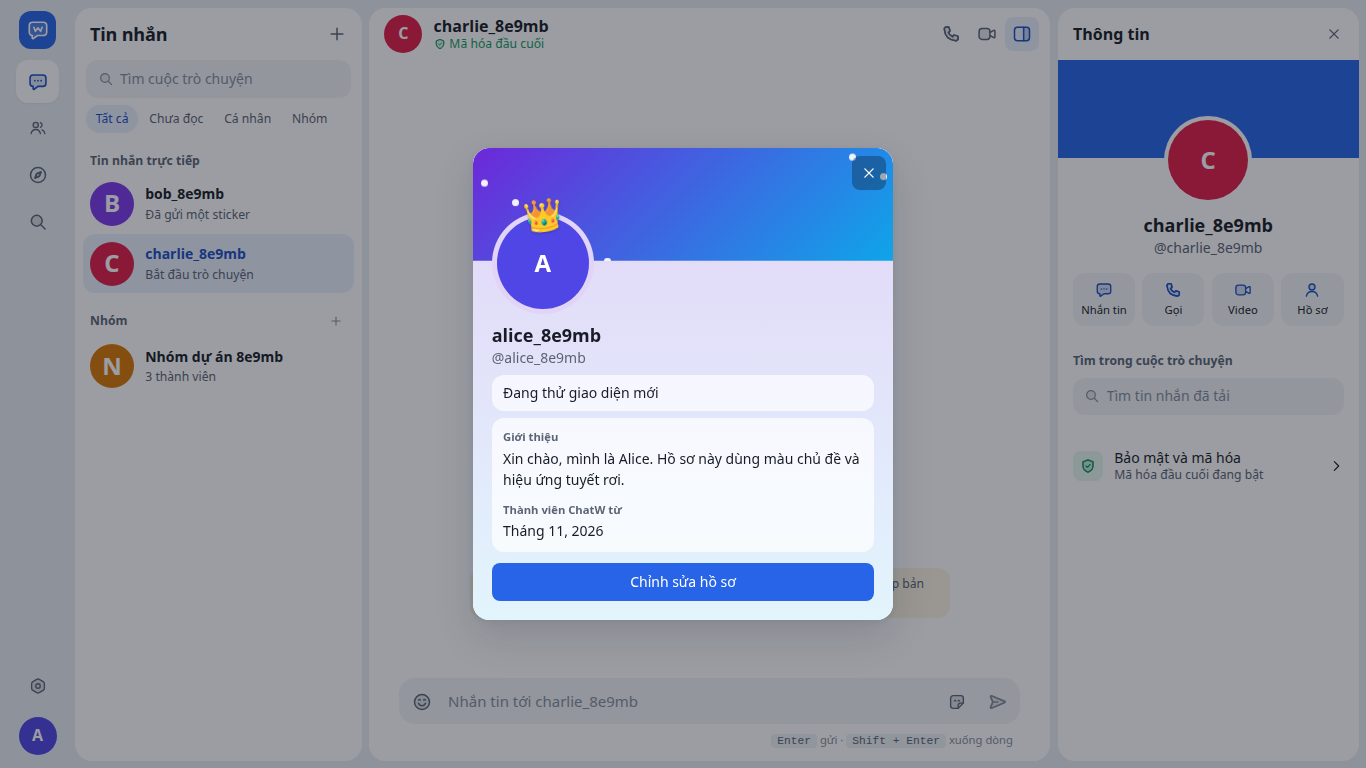 Tin nhắn
Tìm cuộc trò chuyện
Tất cả
Chưa đọc
Cá nhân
Nhóm
Tin nhắn trực tiếp
B
bob_8e9mb
Đã gửi một sticker
C
charlie_8e9mb
Bắt đầu trò chuyện
Nhóm
N
Nhóm dự án 8e9mb
3 thành viên
A
C
charlie_8e9mb
Mã hóa đầu cuối
A
alice_8e9mb
@alice_8e9mb
Đang thử giao diện mới
Giới thiệu
Xin chào, mình là Alice. Hồ sơ này dùng màu chủ đề và
hiệu ứng tuyết rơi.
Thành viên ChatW từ
Tháng 11, 2026
Chỉnh sửa hồ sơ
bản
Nhắn tin tới charlie_8e9mb
Enter gửi · Shift + Enter xuống dòng
Thông tin
C
charlie_8e9mb
@charlie_8e9mb
Nhắn tin
Gọi
Video
Hồ sơ
Tìm trong cuộc trò chuyện
Tìm tin nhắn đã tải
Bảo mật và mã hóa
Mã hóa đầu cuối đang bật